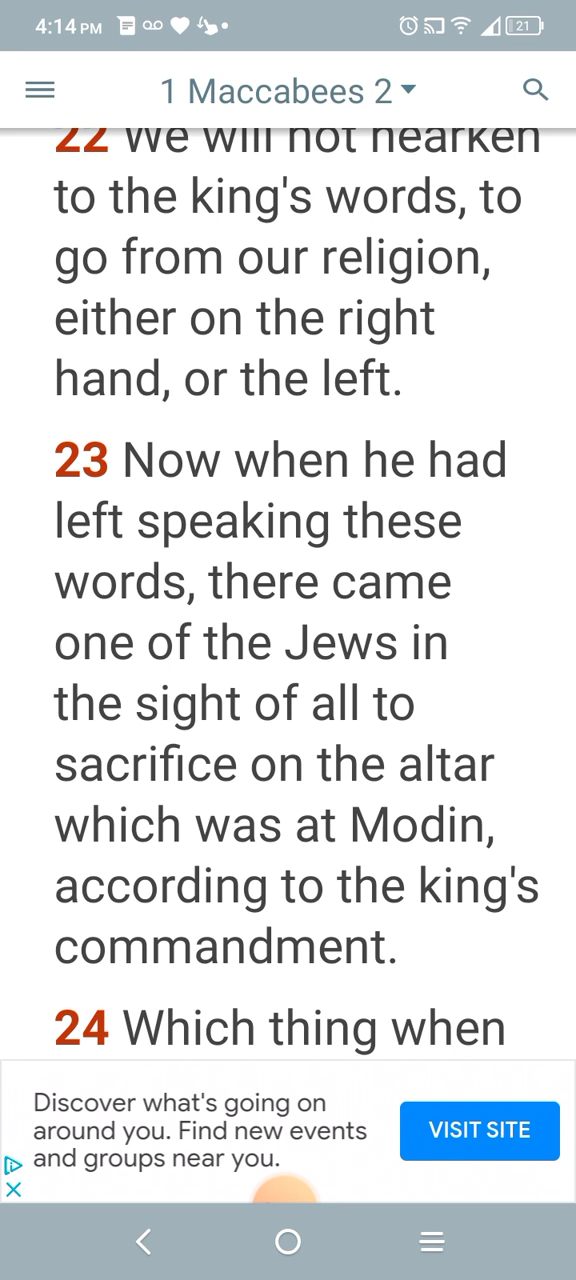 4:14 PM
21
1 Maccabees 2
22 We will not hearken
to the king's words, to
go from our religion,
either on the right
hand, or the left.
23 Now when he had
left speaking these
words, there came
one of the Jews in
the sight of all to
sacrifice on the altar
which was at Modin,
according to the king's
commandment.
24 Which thing when
Discover what's going on
around you. Find new events
and groups near you.
VISIT SITE